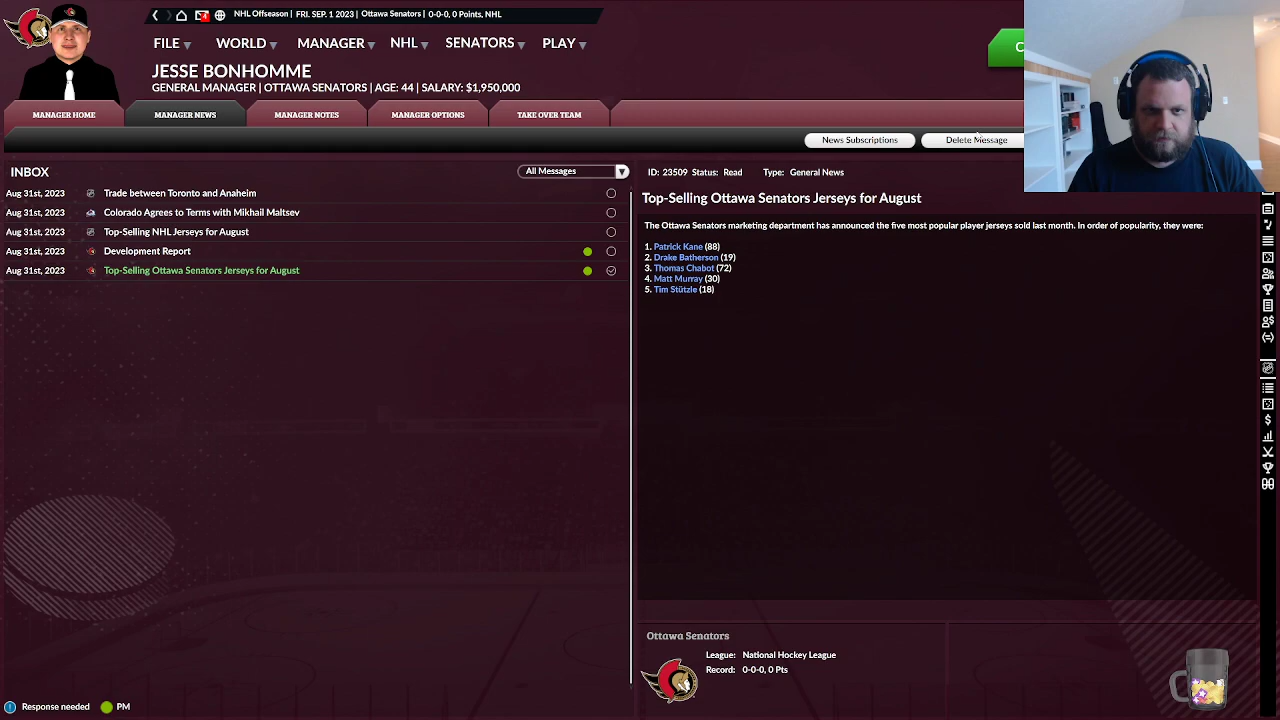 NHL Offseason | FRI. SEP. 1 2023 | Ottawa Senators | 0-0-0, 0 Points, NHL
FILE WORLD MANAGER NHL SENATORS PLAY
JESSE BONHOMME
GENERAL MANAGER | OTTAWA SENATORS | AGE: 44 | SALARY: $1,950,000
MANAGER HOME MANAGER NEWS MANAGER NOTES MANAGER OPTIONS TAKE OVER TEAM
News Subscriptions Delete Message
INBOX All Messages
Aug 31st, 2023 Trade between Toronto and Anaheim
Aug 31st, 2023 Colorado Agrees to Terms with Mikhail Maltsev
Aug 31st, 2023 Top-Selling NHL Jerseys for August
Aug 31st, 2023 Development Report
Aug 31st, 2023 Top-Selling Ottawa Senators Jerseys for August
ID: 23509 Status: Read Type: General News
Top-Selling Ottawa Senators Jerseys for August
The Ottawa Senators marketing department has announced the five most popular player jerseys sold last month. In order of popularity, they were:
1. Patrick Kane (88)
2. Drake Batherson (19)
3. Thomas Chabot (72)
4. Matt Murray (30)
5. Tim Stützle (18)
Ottawa Senators
League: National Hockey League
Record: 0-0-0, 0 Pts
Response needed PM